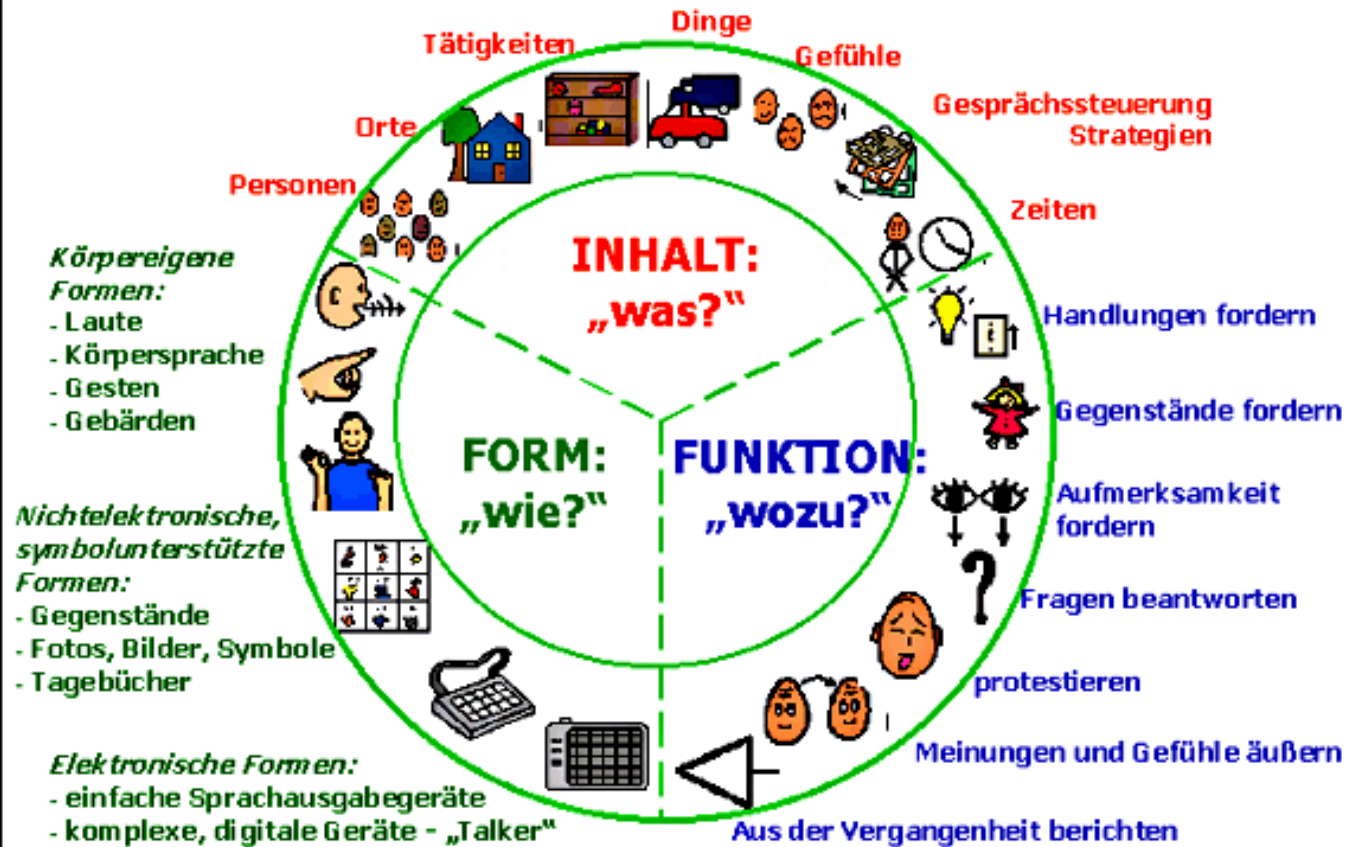 Dinge
Tätigkeiten
Gefühle
Gesprächssteuerung
Strategien
Orte
Personen
Zeiten
INHALT:
„was?“
Körpereigene
Formen:
- Laute
- Körpersprache
- Gesten
- Gebärden
Handlungen fordern
Gegenstände fordern
FORM:
„wie?“
FUNKTION:
„wozu?“
Aufmerksamkeit
fordern
Nichtelektronische,
symbolunterstützte
Formen:
- Gegenstände
- Fotos, Bilder, Symbole
- Tagebücher
Fragen beantworten
protestieren
Meinungen und Gefühle äußern
Elektronische Formen:
- einfache Sprachausgabegeräte
- komplexe, digitale Geräte - „Talker“
Aus der Vergangenheit berichten